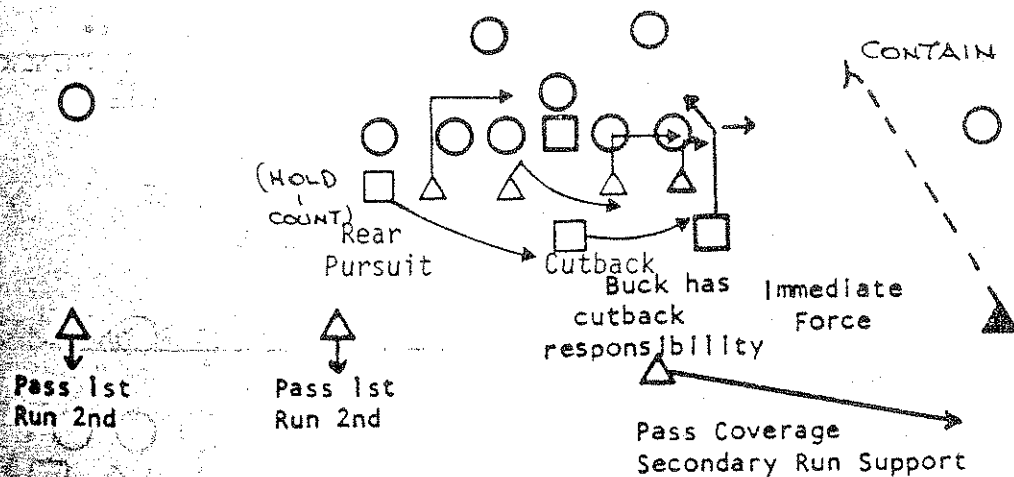 CONTAIN
(HOLD
1
COUNT)
Rear
Pursuit
Cutback
Buck has
cutback
responsibility
Immediate
Force
Pass 1st
Run 2nd
Pass 1st
Run 2nd
Pass Coverage
Secondary Run Support